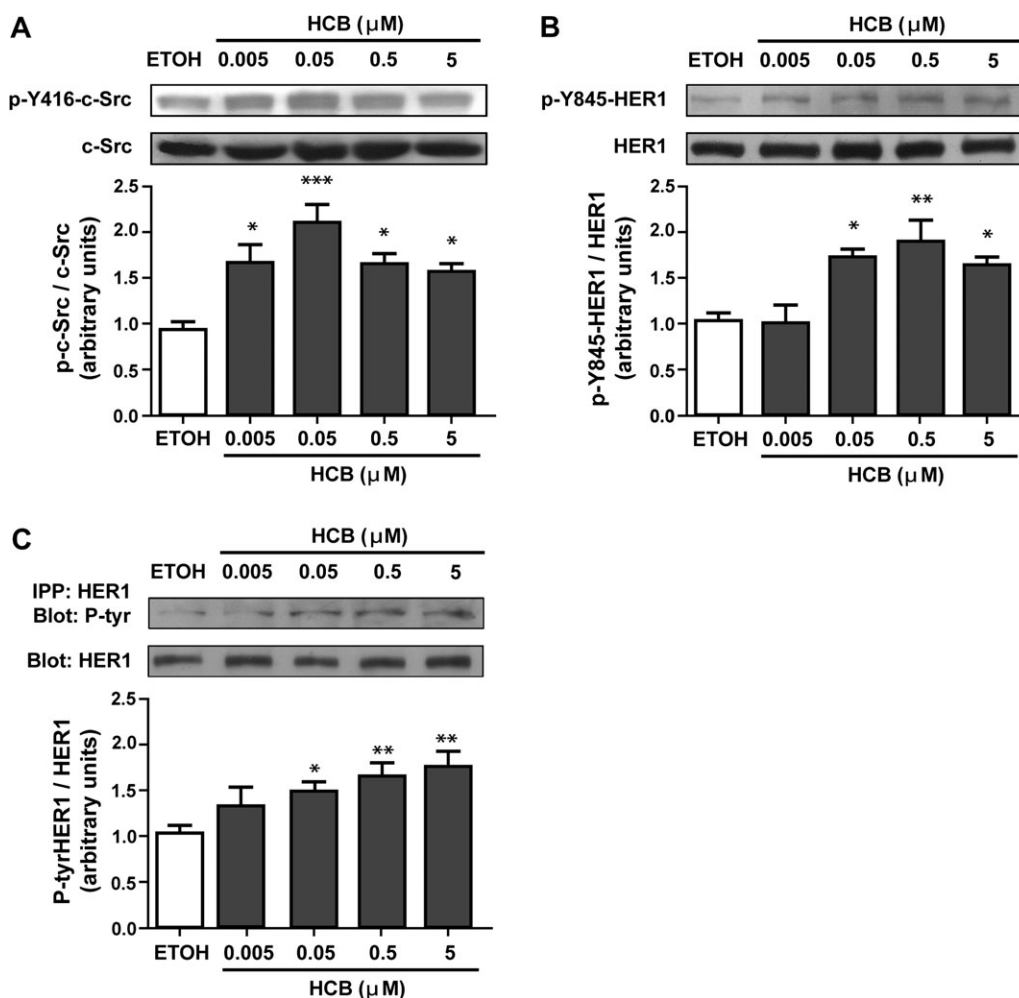 A
HCB (µM)
ETOH 0.005 0.05 0.5 5
p-Y416-c-Src
c-Src
p-c-Src / c-Src
(arbitrary units)
2.5
2.0
1.5
1.0
0.5
0.0
* *** * *
ETOH 0.005 0.05 0.5 5
HCB (µM)
B
HCB (µM)
ETOH 0.005 0.05 0.5 5
p-Y845-HER1
HER1
p-Y845-HER1 / HER1
(arbitrary units)
2.5
2.0
1.5
1.0
0.5
0.0
* ** *
ETOH 0.005 0.05 0.5 5
HCB (µM)
C
HCB (µM)
ETOH 0.005 0.05 0.5 5
IPP: HER1
Blot: P-tyr
Blot: HER1
P-tyrHER1 / HER1
(arbitrary units)
2.5
2.0
1.5
1.0
0.5
0.0
* ** **
ETOH 0.005 0.05 0.5 5
HCB (µM)